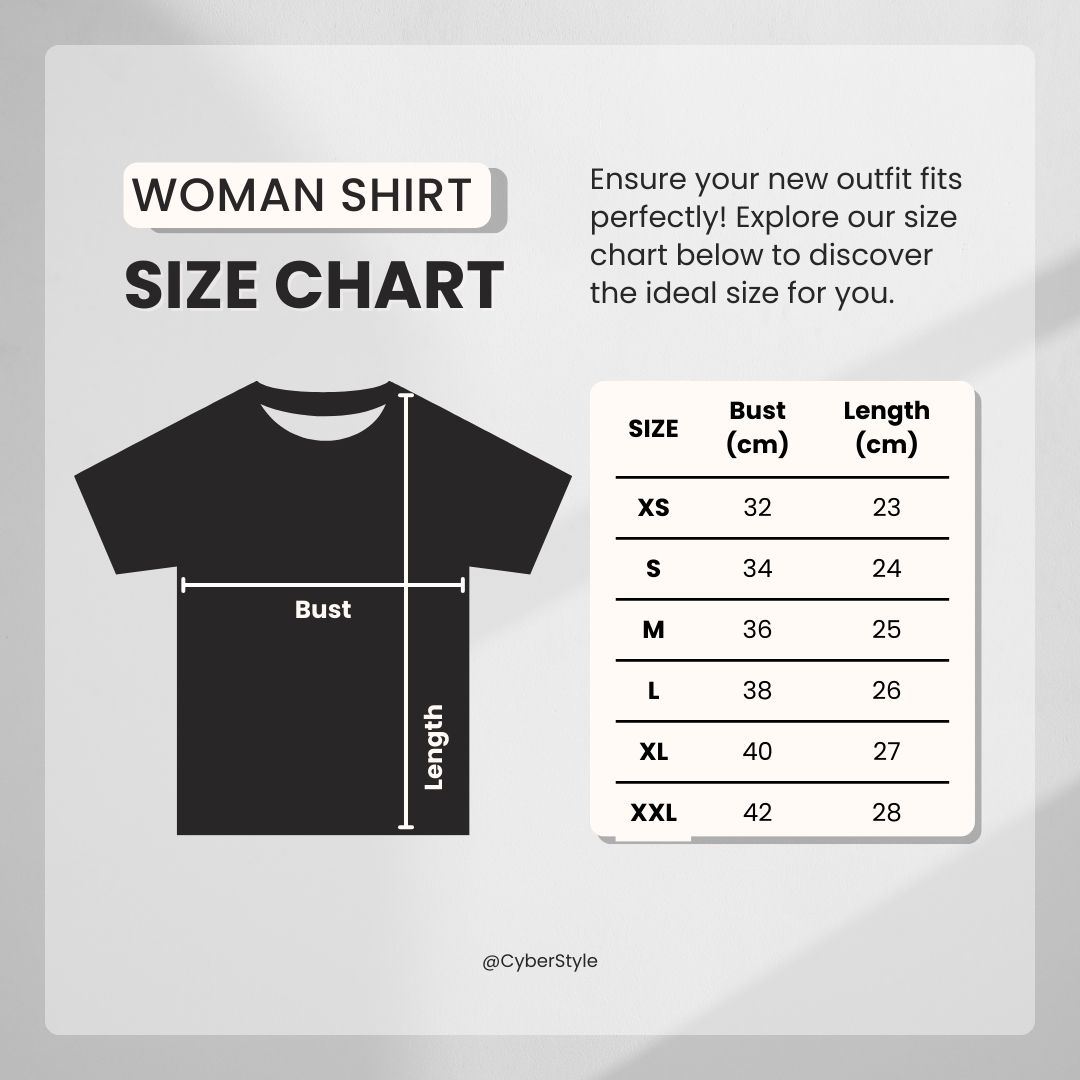 WOMAN SHIRT
SIZE CHART
Ensure your new outfit fits
perfectly! Explore our size
chart below to discover
the ideal size for you.
Bust
Length
SIZE Bust (cm) Length (cm)
XS 32 23
S 34 24
M 36 25
L 38 26
XL 40 27
XXL 42 28
@CyberStyle